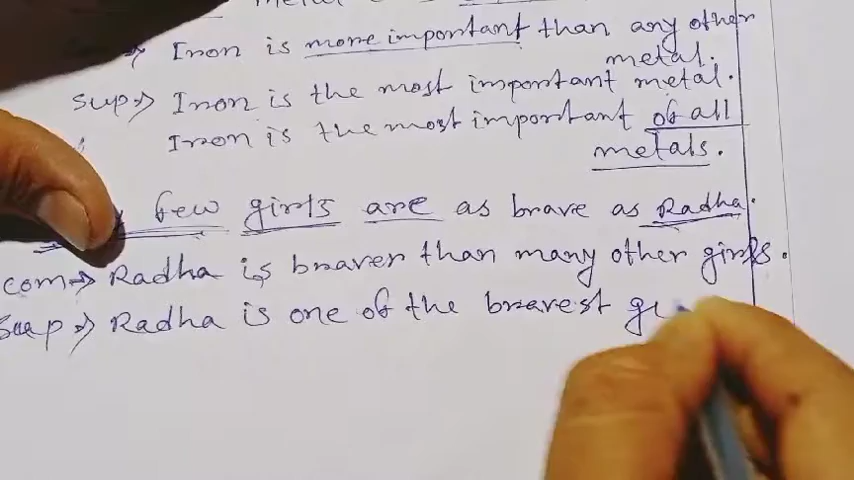 metal
Iron is more important than any other
metal.
Sup⇒ Iron is the most important metal.
Iron is the most important of all
metals.
few girls are as brave as Radha.
com⇒ Radha is braver than many other girls.
Sup⇒ Radha is one of the bravest